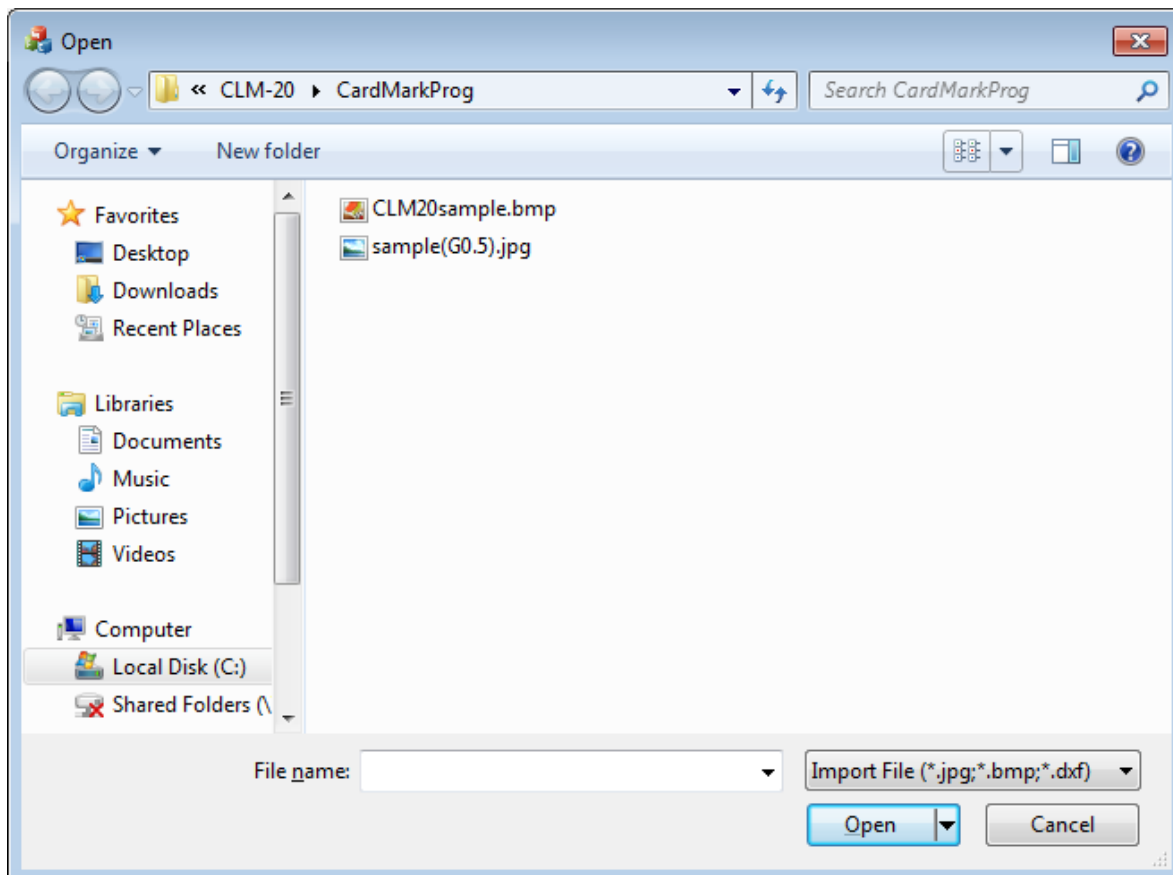 Open
« CLM-20 ▸ CardMarkProg
Search CardMarkProg
Organize
New folder
Favorites
Desktop
Downloads
Recent Places
Libraries
Documents
Music
Pictures
Videos
Computer
Local Disk (C:)
Shared Folders (\
CLM20sample.bmp
sample(G0.5).jpg
File name:
Import File (*.jpg;*.bmp;*.dxf)
Open
Cancel